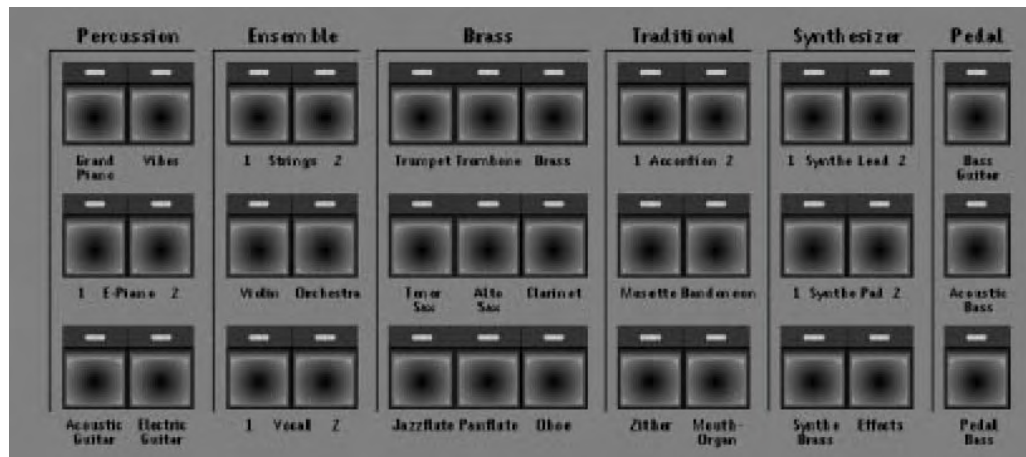 Percussion Ensemble Brass Traditional Synthesizer Pedal
Grand Piano Vibes 1 Strings 2 Trumpet Trombone Brass 1 Accordion 2 1 Synthe Lead 2 Bass Guitar
1 E-Piano 2 Violin Orchestra Tenor Sax Alto Sax Clarinet Musette Bandoneon 1 Synthe Pad 2 Acoustic Bass
Acoustic Guitar Electric Guitar 1 Vocal 2 Jazzflute Panflute Oboe Zither Mouth-Organ Synthe Brass Effects Pedal Bass